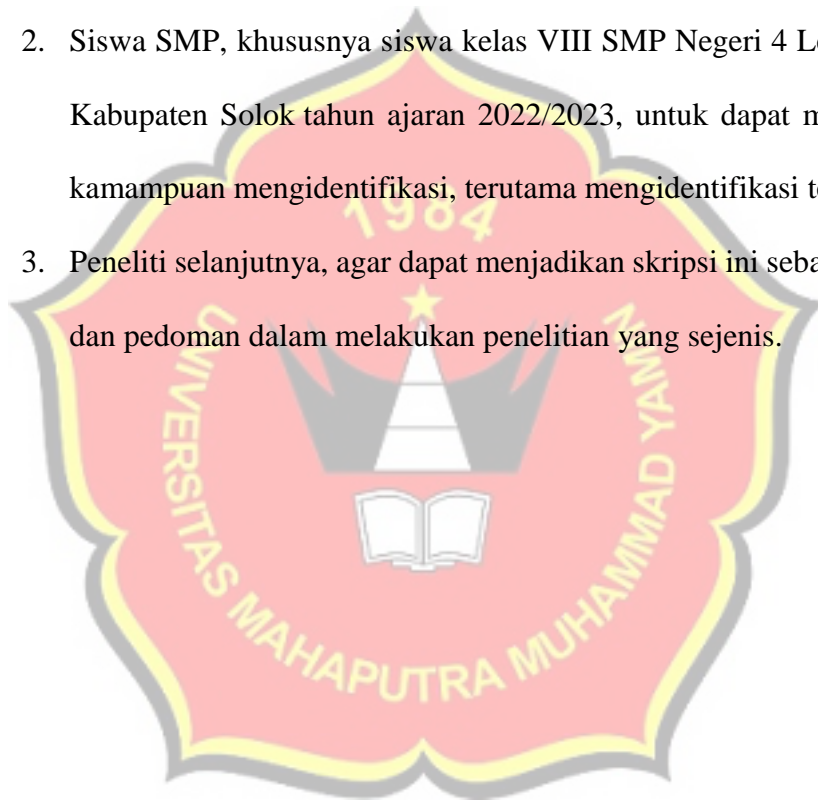 2. Siswa SMP, khususnya siswa kelas VIII SMP Negeri 4
Kabupaten Solok tahun ajaran 2022/2023, untuk dapat
kamampuan mengidentifikasi, terutama mengidentifikasi
3. Peneliti selanjutnya, agar dapat menjadikan skripsi ini
dan pedoman dalam melakukan penelitian yang sejenis.
1984
UNIVERSITAS MAHAPUTRA MUHAMMAD YAMIN